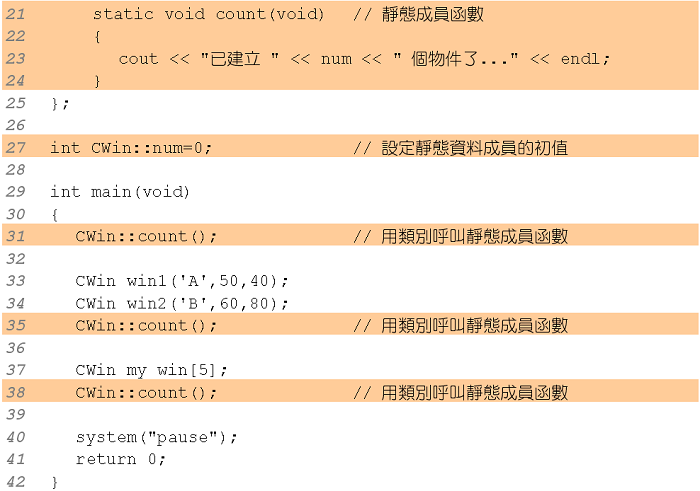 21 static void count(void) // 靜態成員函數
22 {
23 cout << "已建立 " << num << " 個物件了..." << endl;
24 }
25 };
26
27 int CWin::num=0; // 設定靜態資料成員的初值
28
29 int main(void)
30 {
31 CWin::count(); // 用類別呼叫靜態成員函數
32
33 CWin win1('A',50,40);
34 CWin win2('B',60,80);
35 CWin::count(); // 用類別呼叫靜態成員函數
36
37 CWin my win[5];
38 CWin::count(); // 用類別呼叫靜態成員函數
39
40 system("pause");
41 return 0;
42 }